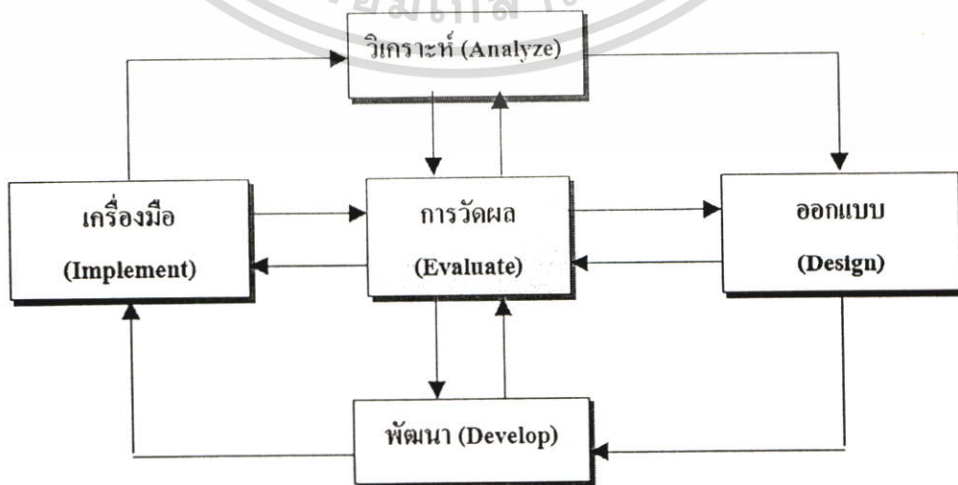 วิเคราะห์ (Analyze)
เครื่องมือ
(Implement)
การวัดผล
(Evaluate)
ออกแบบ
(Design)
พัฒนา (Develop)